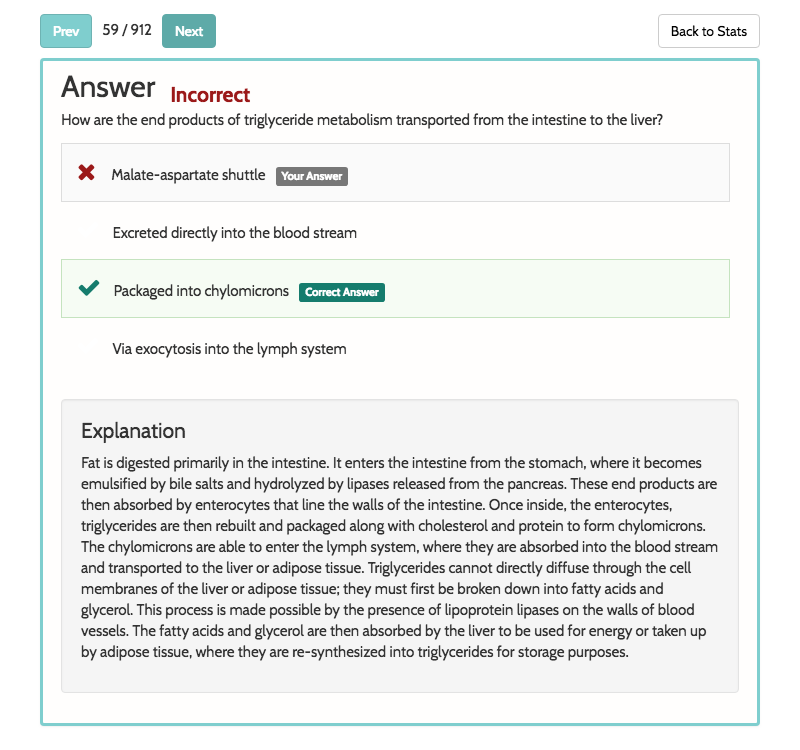 Prev 59 / 912 Next Back to Stats
Answer Incorrect
How are the end products of triglyceride metabolism transported from the intestine to the liver?
Malate-aspartate shuttle Your Answer
Excreted directly into the blood stream
Packaged into chylomicrons Correct Answer
Via exocytosis into the lymph system
Explanation
Fat is digested primarily in the intestine. It enters the intestine from the stomach, where it becomes
emulsified by bile salts and hydrolyzed by lipases released from the pancreas. These end products are
then absorbed by enterocytes that line the walls of the intestine. Once inside, the enterocytes,
triglycerides are then rebuilt and packaged along with cholesterol and protein to form chylomicrons.
The chylomicrons are able to enter the lymph system, where they are absorbed into the blood stream
and transported to the liver or adipose tissue. Triglycerides cannot directly diffuse through the cell
membranes of the liver or adipose tissue; they must first be broken down into fatty acids and
glycerol. This process is made possible by the presence of lipoprotein lipases on the walls of blood
vessels. The fatty acids and glycerol are then absorbed by the liver to be used for energy or taken up
by adipose tissue, where they are re-synthesized into triglycerides for storage purposes.